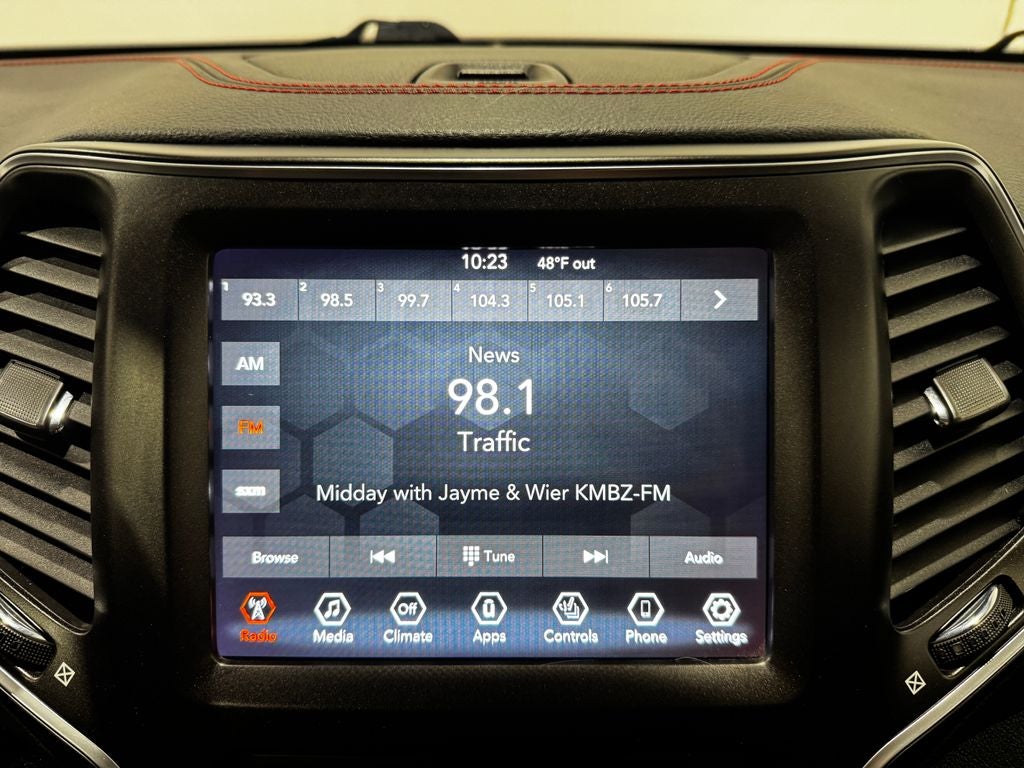 10:23 48°F out
1 93.3 2 98.5 3 99.7 4 104.3 5 105.1 6 105.7
News
AM
98.1
FM
Traffic
sxm
Midday with Jayme & Wier KMBZ-FM
Browse Tune Audio
Off
Radio Media Climate Apps Controls Phone Settings